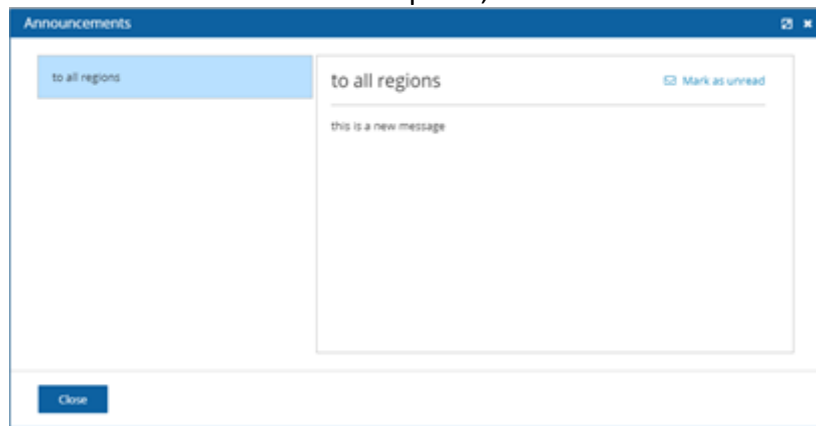 Announcements
to all regions
to all regions
Mark as unread
this is a new message
Close